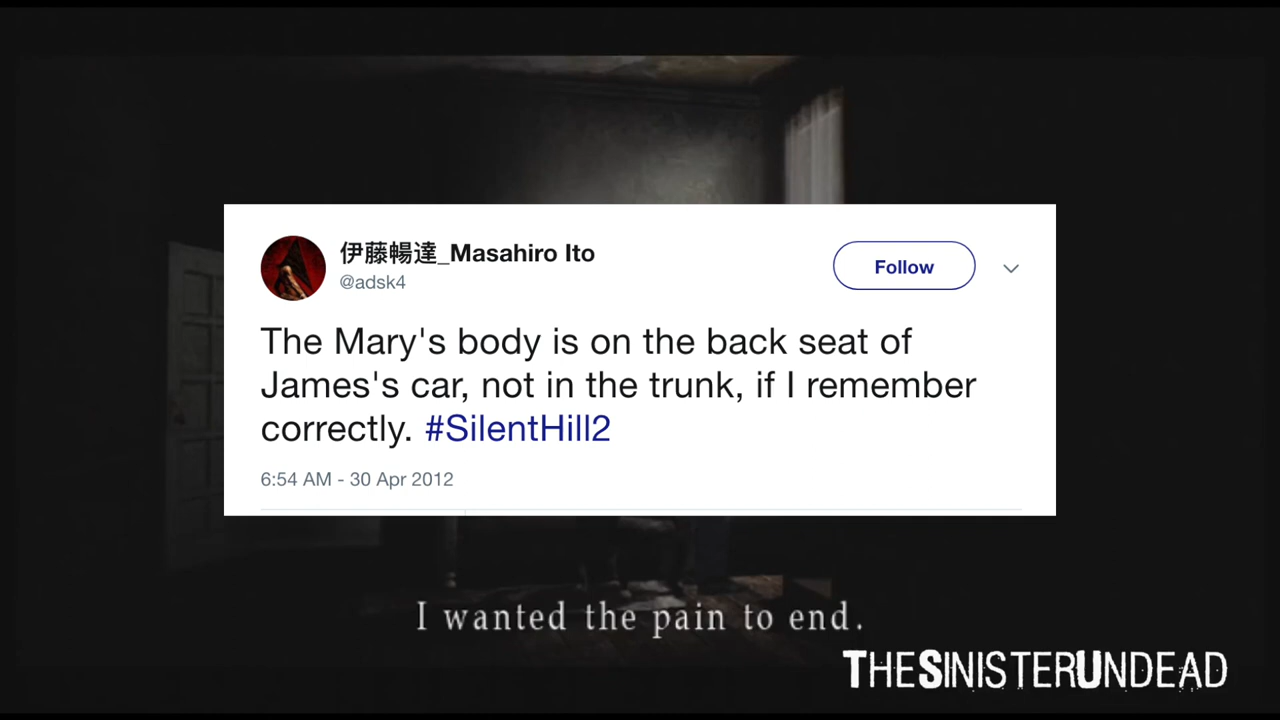 伊藤暢達_Masahiro Ito
@adsk4
Follow
The Mary's body is on the back seat of
James's car, not in the trunk, if I remember
correctly. #SilentHill2
6:54 AM - 30 Apr 2012
I wanted the pain to end.
THESINISTERUNDEAD